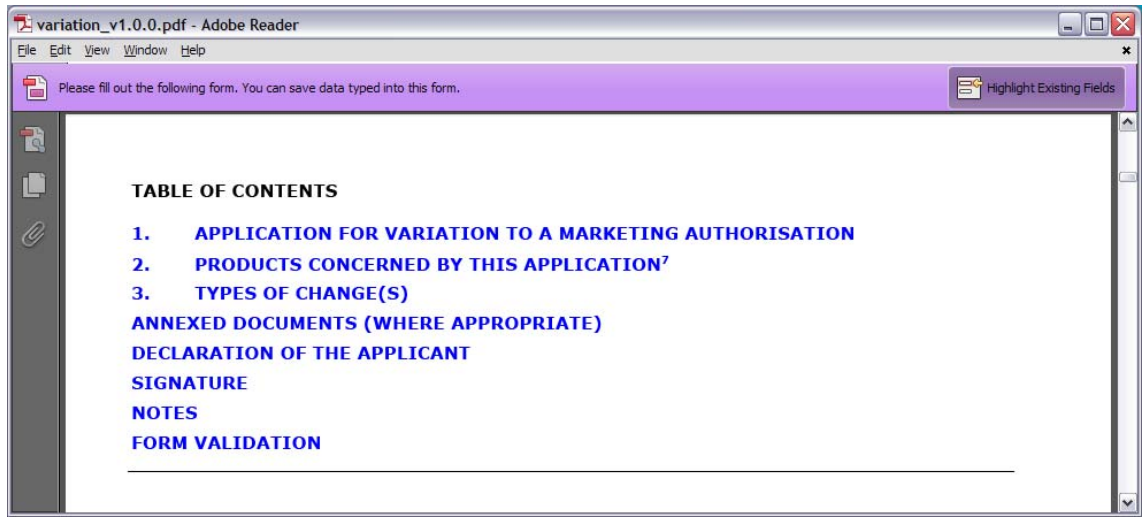 variation_v1.0.0.pdf - Adobe Reader
File Edit View Window Help
Please fill out the following form. You can save data typed into this form.
Highlight Existing Fields
TABLE OF CONTENTS
1. APPLICATION FOR VARIATION TO A MARKETING AUTHORISATION
2. PRODUCTS CONCERNED BY THIS APPLICATION⁷
3. TYPES OF CHANGE(S)
ANNEXED DOCUMENTS (WHERE APPROPRIATE)
DECLARATION OF THE APPLICANT
SIGNATURE
NOTES
FORM VALIDATION